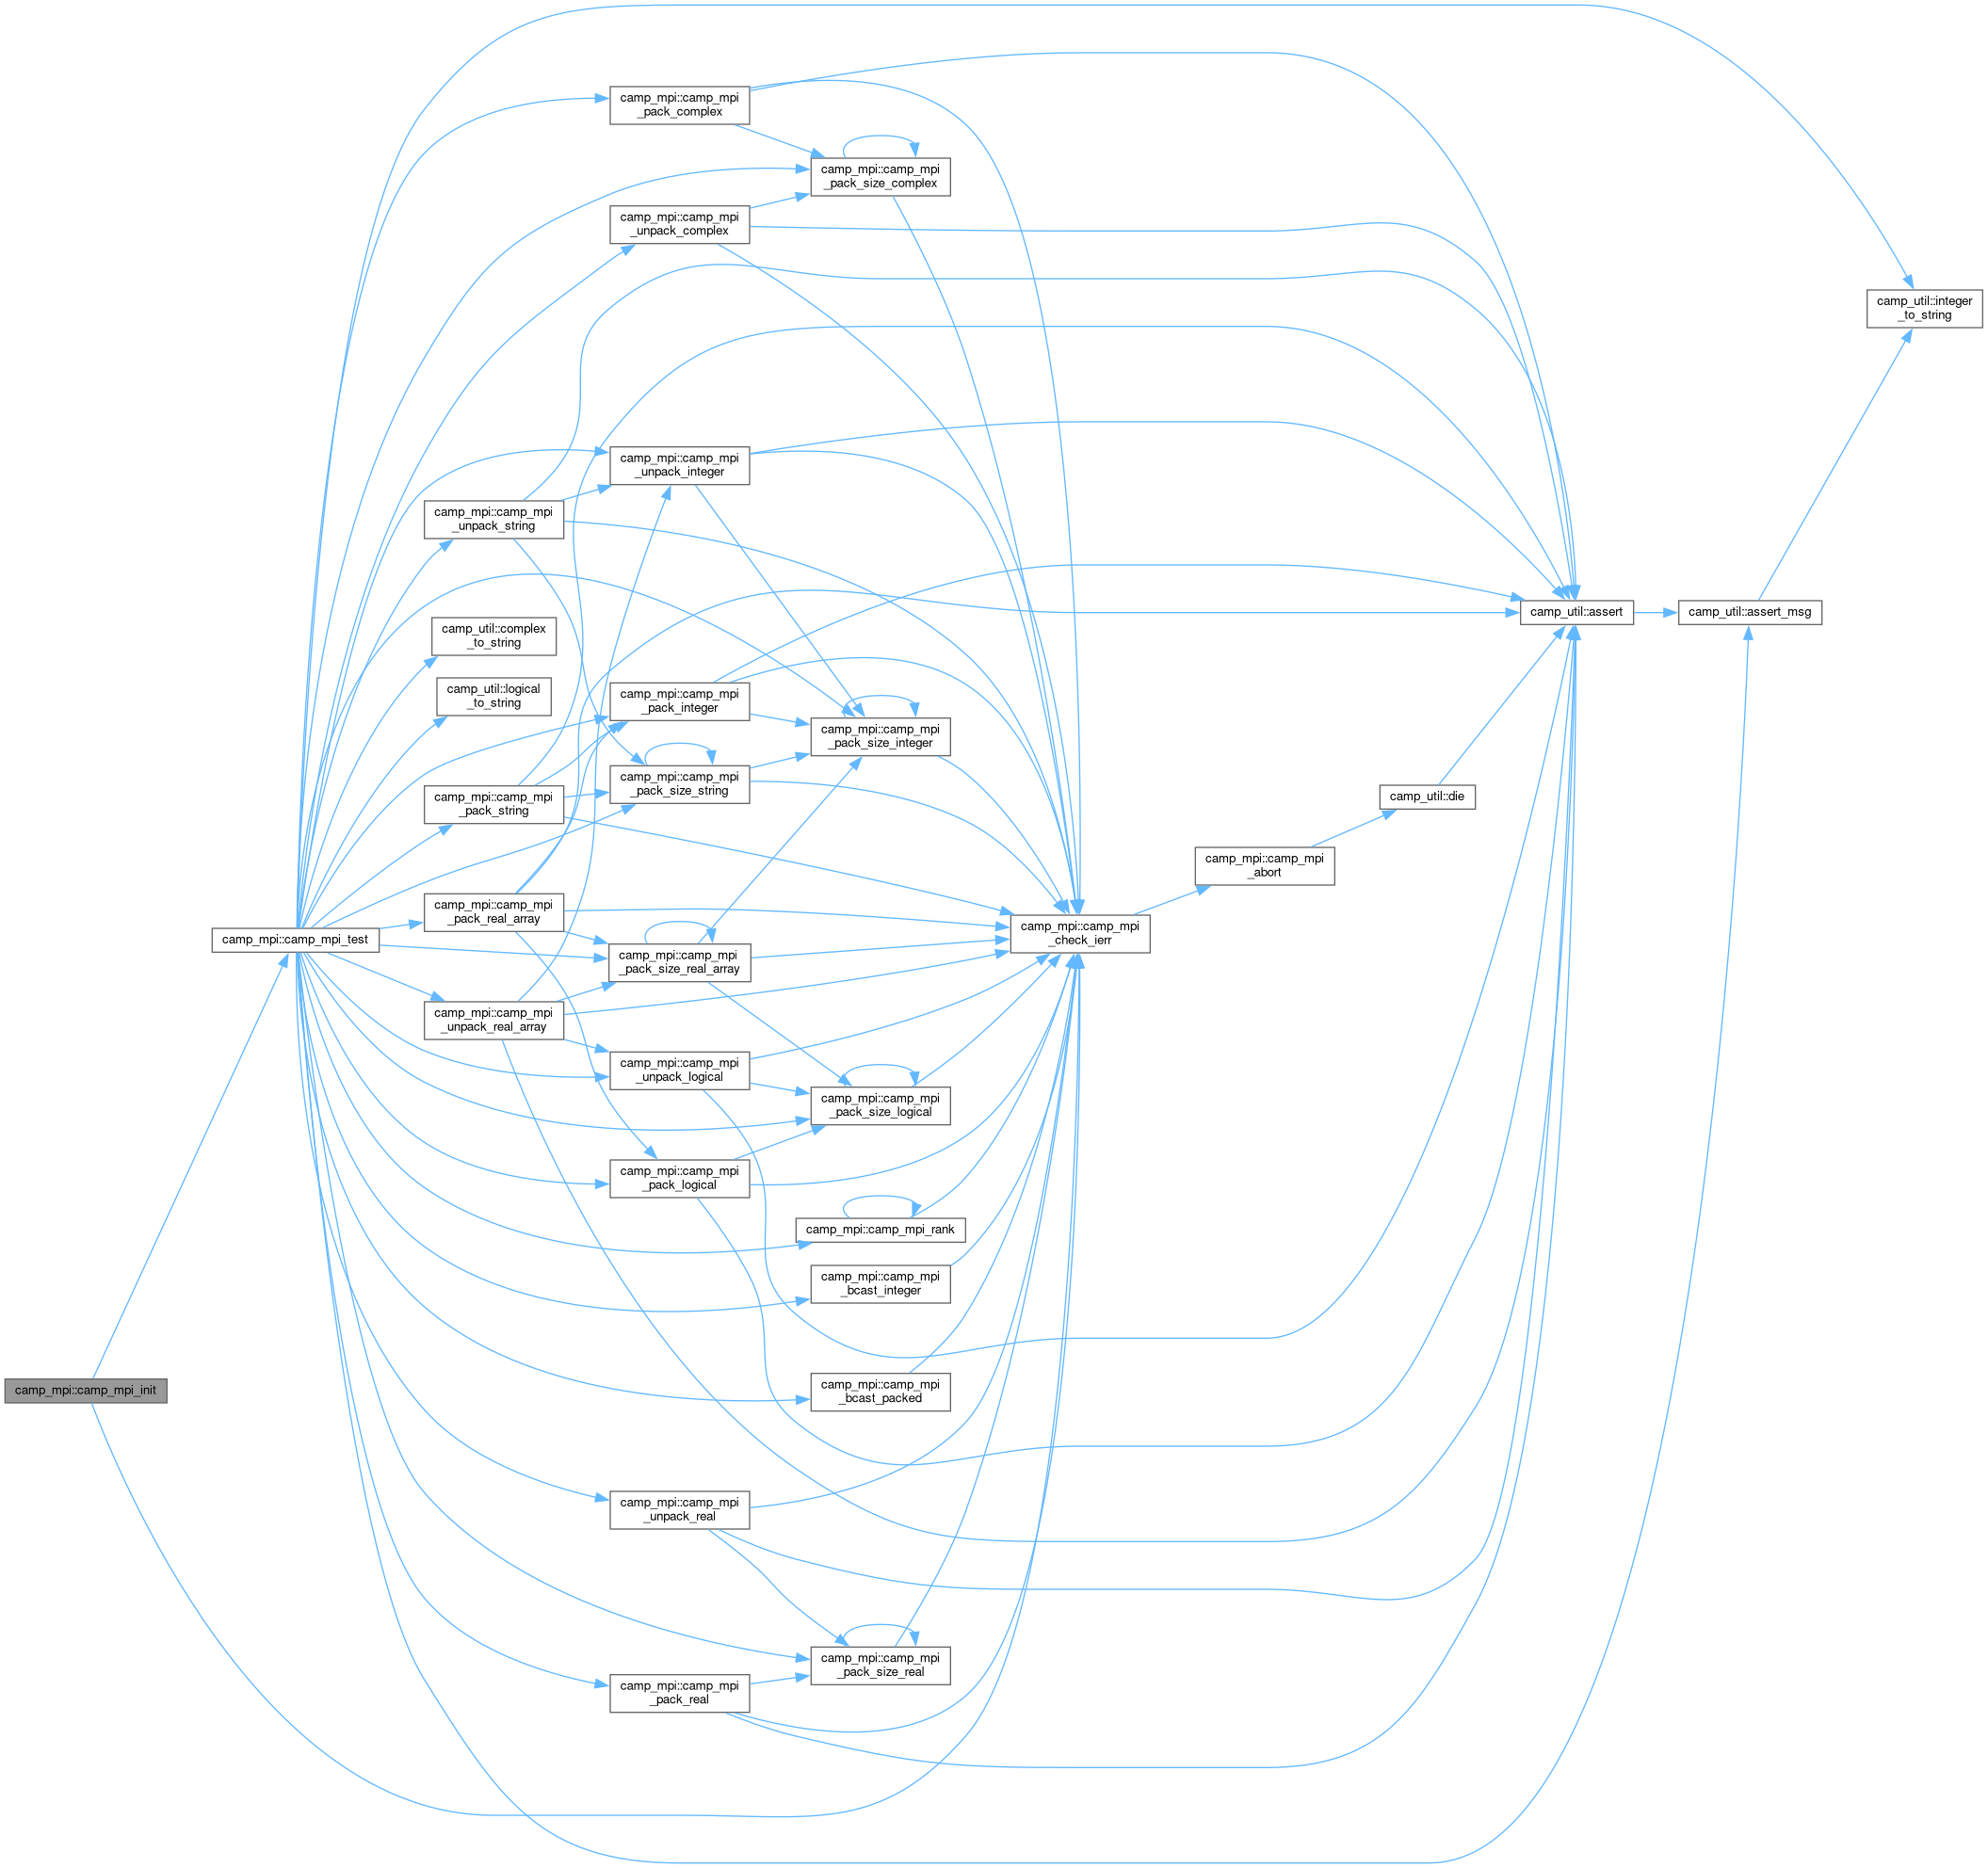 camp_mpi::camp_mpi
_pack_complex
camp_mpi::camp_mpi
_pack_size_complex
camp_mpi::camp_mpi
_unpack_complex
camp_util::integer
_to_string
camp_mpi::camp_mpi
_unpack_integer
camp_mpi::camp_mpi
_unpack_string
camp_util::assert
camp_util::assert_msg
camp_util::complex
_to_string
camp_util::logical
_to_string
camp_mpi::camp_mpi
_pack_integer
camp_mpi::camp_mpi
_pack_size_integer
camp_mpi::camp_mpi
_pack_size_string
camp_mpi::camp_mpi
_pack_string
camp_util::die
camp_mpi::camp_mpi
_abort
camp_mpi::camp_mpi
_pack_real_array
camp_mpi::camp_mpi_test
camp_mpi::camp_mpi
_check_ierr
camp_mpi::camp_mpi
_pack_size_real_array
camp_mpi::camp_mpi
_unpack_real_array
camp_mpi::camp_mpi
_unpack_logical
camp_mpi::camp_mpi
_pack_size_logical
camp_mpi::camp_mpi
_pack_logical
camp_mpi::camp_mpi_rank
camp_mpi::camp_mpi
_bcast_integer
camp_mpi::camp_mpi_init
camp_mpi::camp_mpi
_bcast_packed
camp_mpi::camp_mpi
_unpack_real
camp_mpi::camp_mpi
_pack_size_real
camp_mpi::camp_mpi
_pack_real